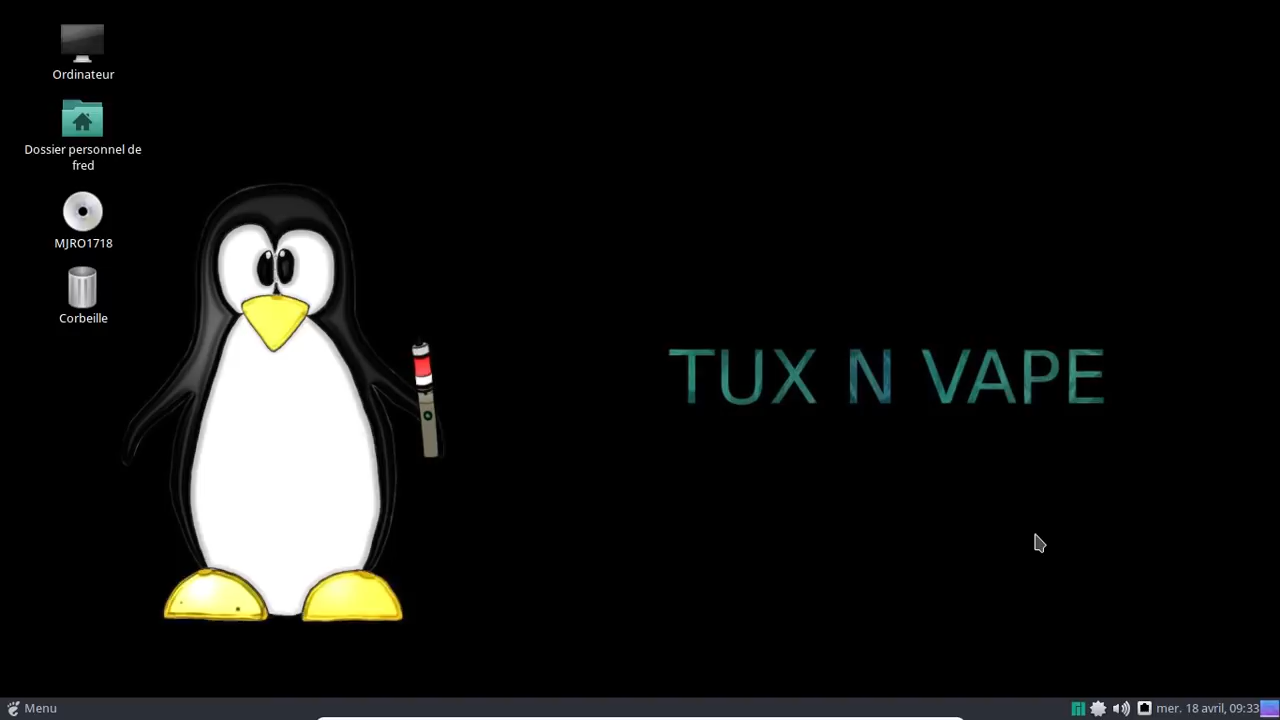 Ordinateur
Dossier personnel de
fred
MJRO1718
Corbeille
TUX N VAPE
Menu
mer. 18 avril, 09:33